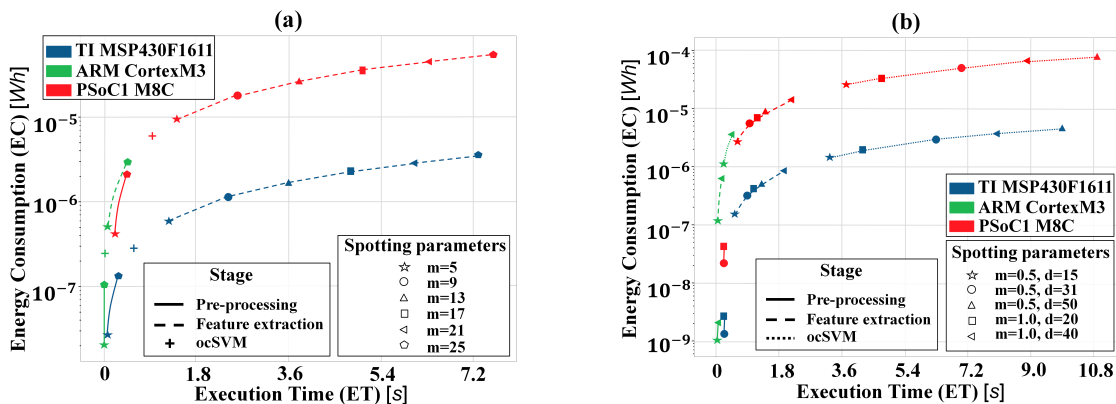 (a)
TI MSP430F1611
ARM CortexM3
PSoC1 M8C
Energy Consumption (EC) [Wh]
10⁻⁵
10⁻⁶
10⁻⁷
Stage
Pre-processing
Feature extraction
ocSVM
Spotting parameters
m=5
m=9
m=13
m=17
m=21
m=25
0 1.8 3.6 5.4 7.2
Execution Time (ET) [s]
(b)
Energy Consumption (EC) [Wh]
10⁻⁴
10⁻⁵
10⁻⁶
10⁻⁷
10⁻⁸
10⁻⁹
TI MSP430F1611
ARM CortexM3
PSoC1 M8C
Stage
Pre-processing
Feature extraction
ocSVM
Spotting parameters
m=0.5, d=15
m=0.5, d=31
m=0.5, d=50
m=1.0, d=20
m=1.0, d=40
0 1.8 3.6 5.4 7.2 9.0 10.8
Execution Time (ET) [s]